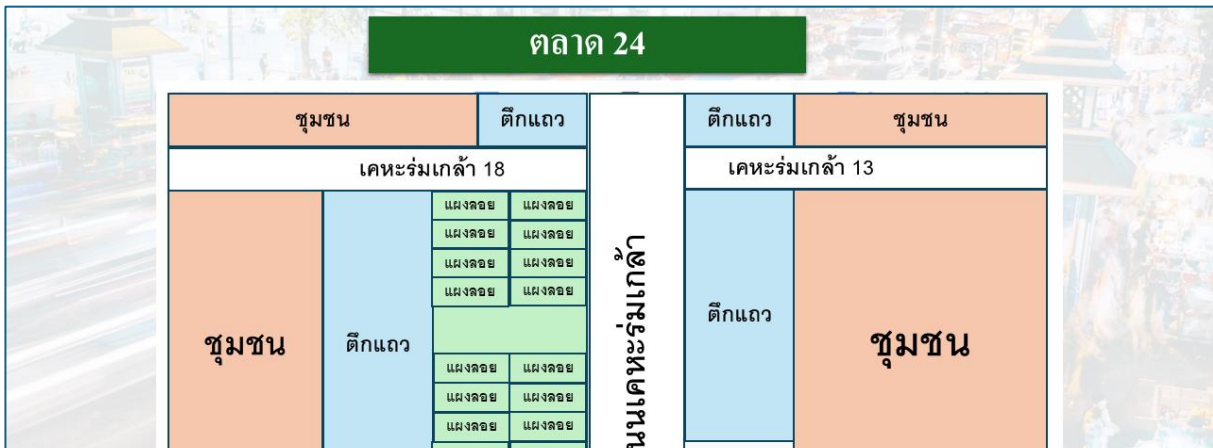 ตลาด 24
ชุมชน
ตึกแถว
ตึกแถว
ชุมชน
เคหะร่มเกล้า 18
เคหะร่มเกล้า 13
แผงลอย แผงลอย
แผงลอย แผงลอย
แผงลอย แผงลอย
แผงลอย แผงลอย
ชุมชน
ตึกแถว
แผงลอย แผงลอย
แผงลอย แผงลอย
แผงลอย แผงลอย
นนเคหะร่มเกล้า
ตึกแถว
ชุมชน